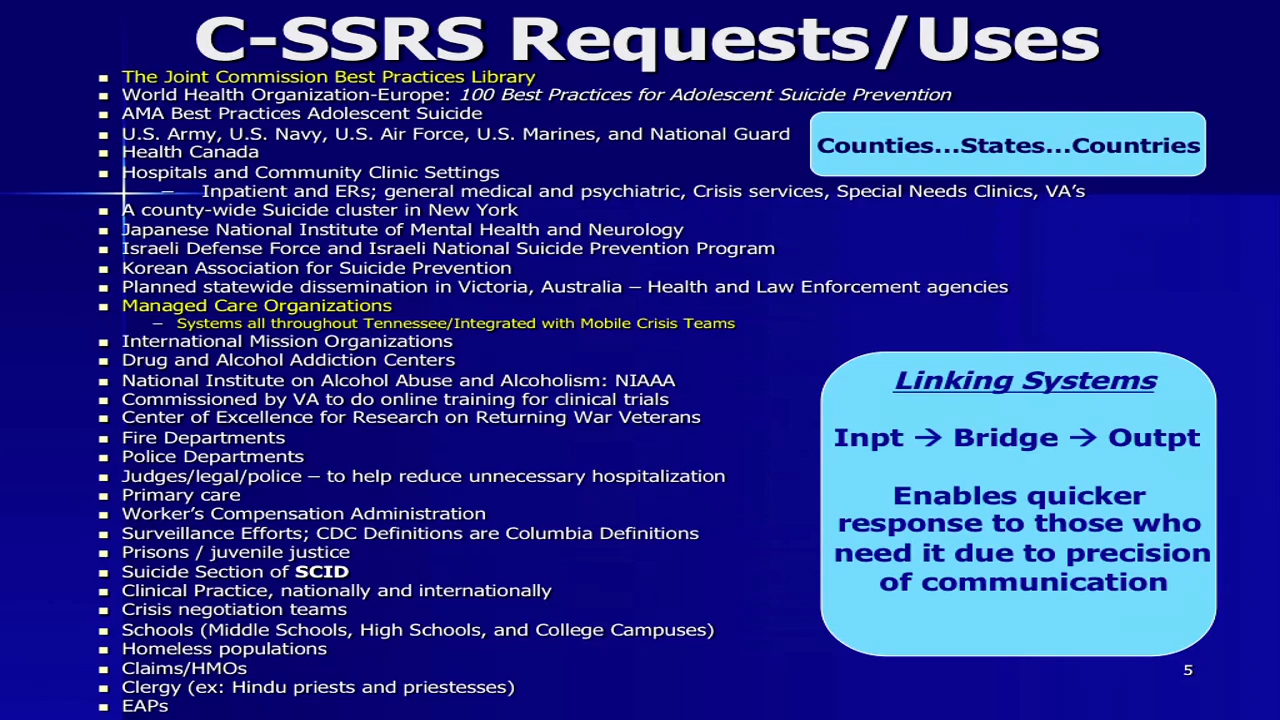 C-SSRS Requests/Uses
The Joint Commission Best Practices Library
World Health Organization-Europe: 100 Best Practices for Adolescent Suicide Prevention
AMA Best Practices Adolescent Suicide
U.S. Army, U.S. Navy, U.S. Air Force, U.S. Marines, and National Guard
Health Canada
Hospitals and Community Clinic Settings
– Inpatient and ERs; general medical and psychiatric, Crisis services, Special Needs Clinics, VA's
A county-wide Suicide cluster in New York
Japanese National Institute of Mental Health and Neurology
Israeli Defense Force and Israeli National Suicide Prevention Program
Korean Association for Suicide Prevention
Planned statewide dissemination in Victoria, Australia – Health and Law Enforcement agencies
Managed Care Organizations
– Systems all throughout Tennessee/Integrated with Mobile Crisis Teams
International Mission Organizations
Drug and Alcohol Addiction Centers
National Institute on Alcohol Abuse and Alcoholism: NIAAA
Commissioned by VA to do online training for clinical trials
Center of Excellence for Research on Returning War Veterans
Fire Departments
Police Departments
Judges/legal/police – to help reduce unnecessary hospitalization
Primary care
Worker's Compensation Administration
Surveillance Efforts; CDC Definitions are Columbia Definitions
Prisons / juvenile justice
Suicide Section of SCID
Clinical Practice, nationally and internationally
Crisis negotiation teams
Schools (Middle Schools, High Schools, and College Campuses)
Homeless populations
Claims/HMOs
Clergy (ex: Hindu priests and priestesses)
EAPs
Counties...States...Countries
Linking Systems
Inpt → Bridge → Outpt
Enables quicker
response to those who
need it due to precision
of communication
5